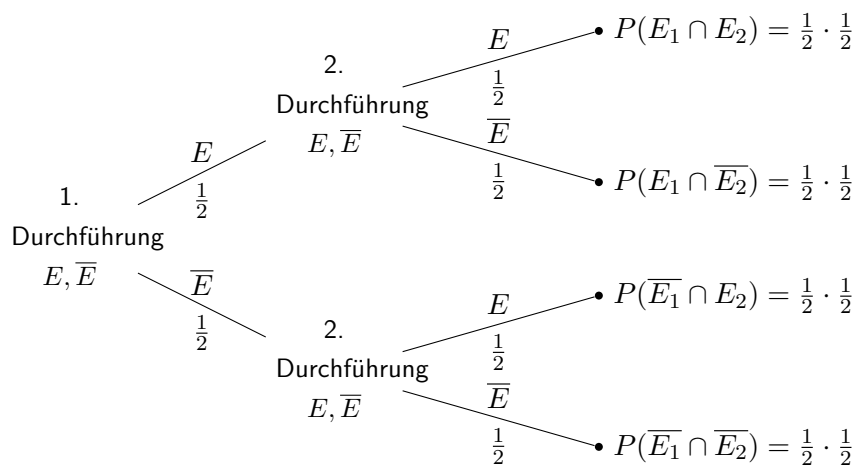 1.
Durchführung
E, E̅
E
1/2
E̅
1/2
2.
Durchführung
E, E̅
E
1/2
E̅
1/2
P(E₁ ∩ E₂) = 1/2 · 1/2
P(E₁ ∩ E̅₂) = 1/2 · 1/2
2.
Durchführung
E, E̅
E
1/2
E̅
1/2
P(E̅₁ ∩ E₂) = 1/2 · 1/2
P(E̅₁ ∩ E̅₂) = 1/2 · 1/2